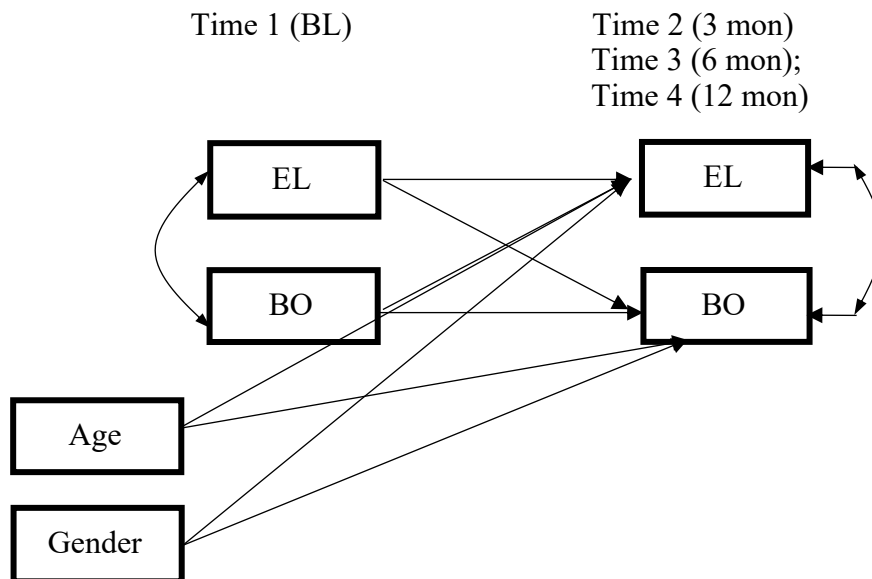 Time 1 (BL)
Time 2 (3 mon)
Time 3 (6 mon);
Time 4 (12 mon)
EL
EL
BO
BO
Age
Gender